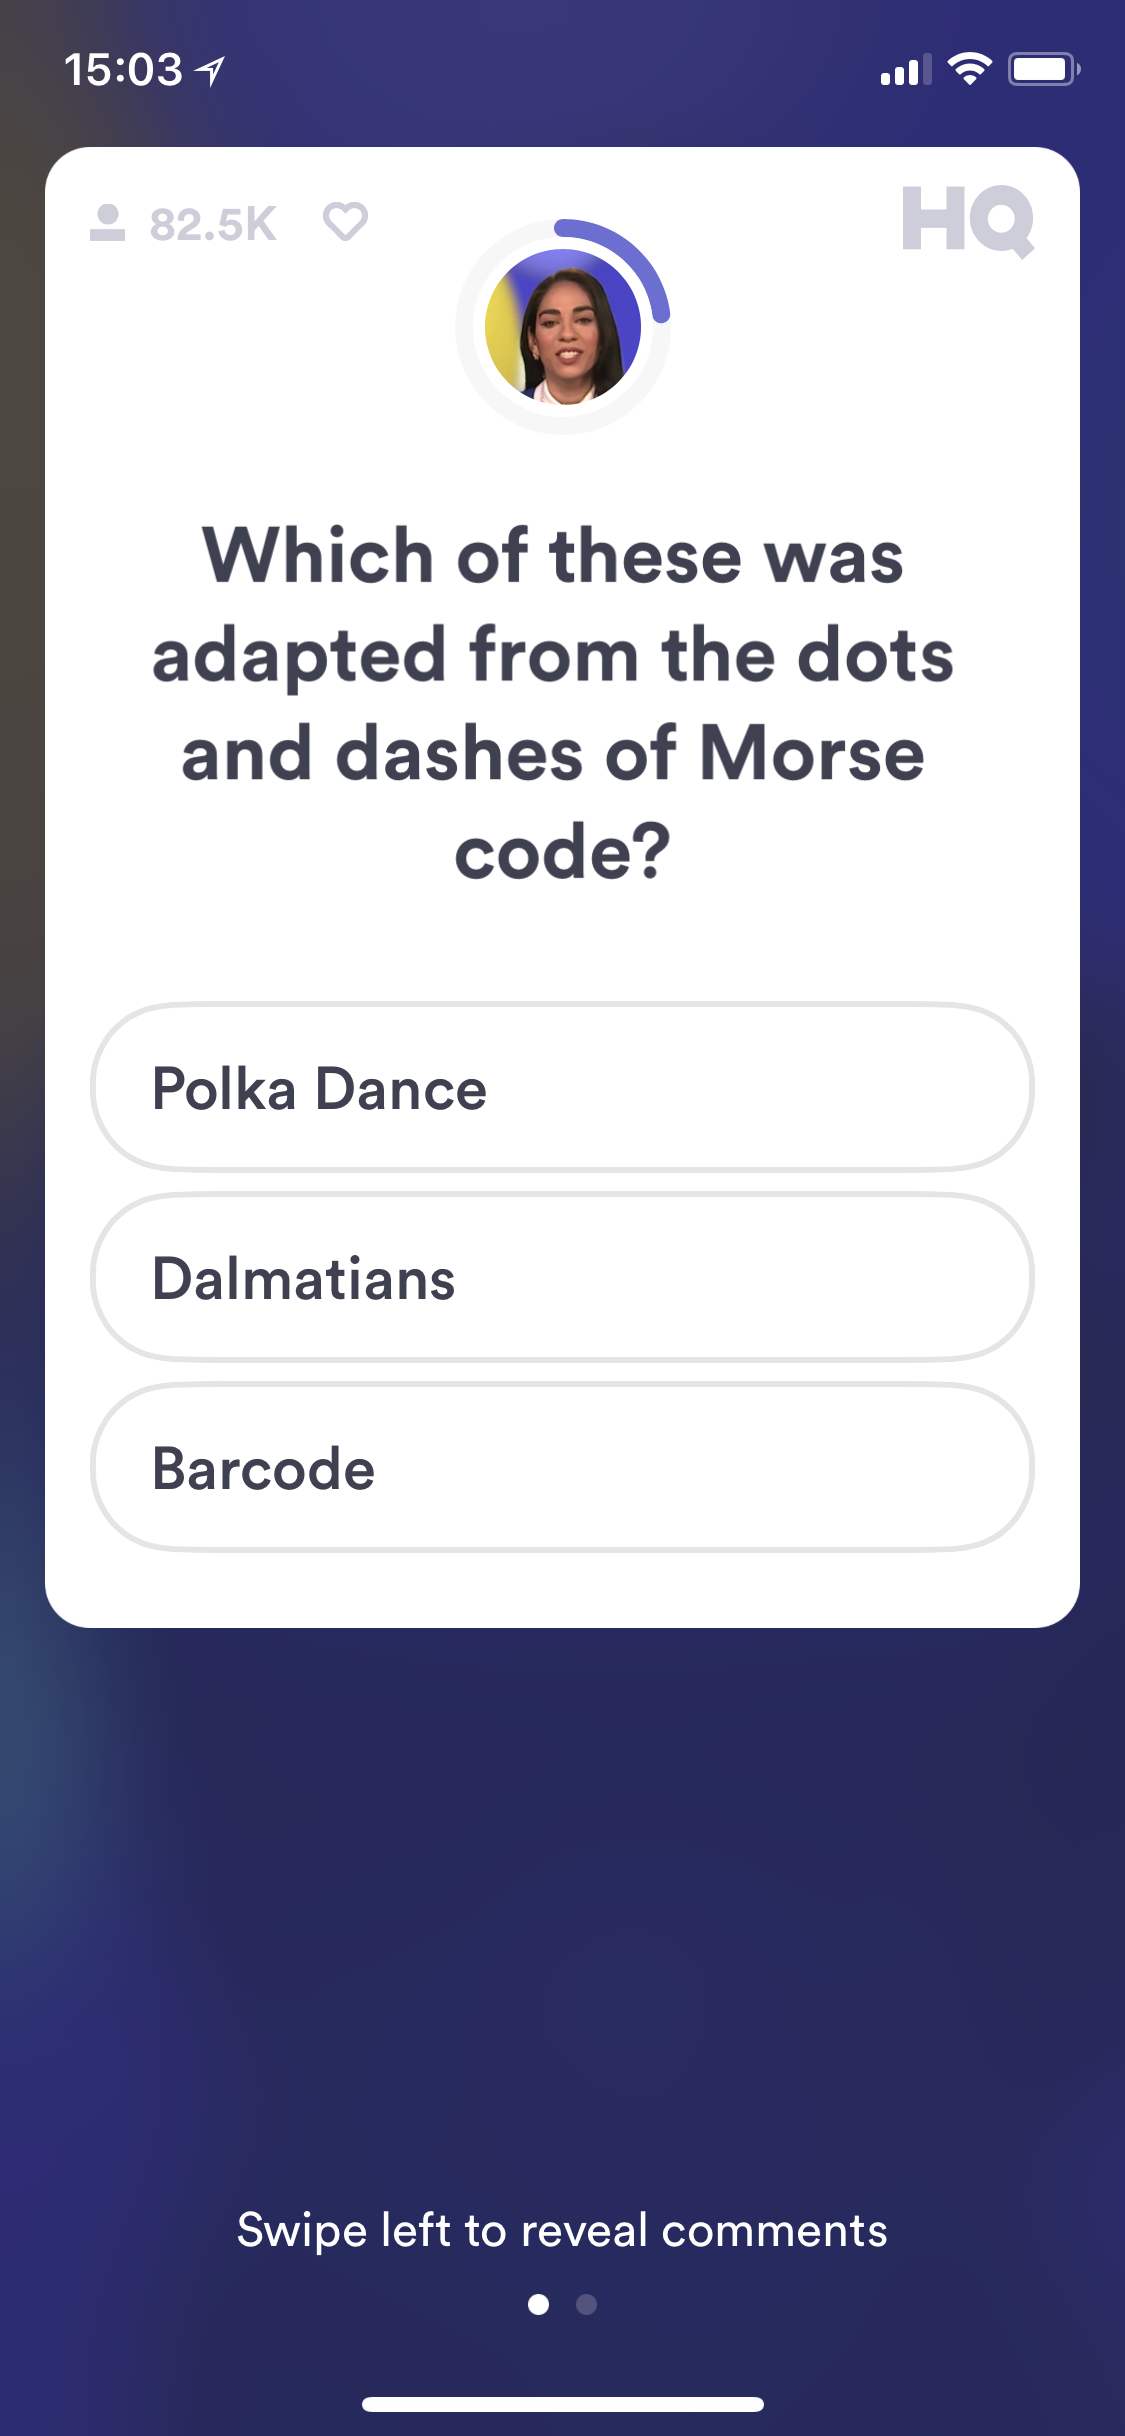 15:03
82.5K
HQ
Which of these was
adapted from the dots
and dashes of Morse
code?
Polka Dance
Dalmatians
Barcode
Swipe left to reveal comments